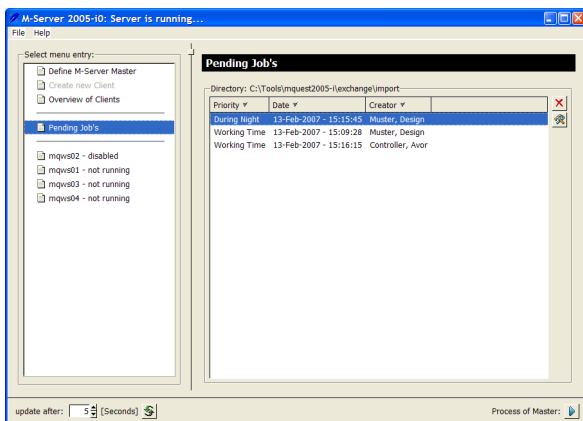 M-Server 2005-i0: Server is running...
File Help
Select menu entry:
Define M-Server Master
Create new Client
Overview of Clients
Pending Job's
mqws02 - disabled
mqws01 - not running
mqws03 - not running
mqws04 - not running
Pending Job's
Directory: C:\Tools\mquest2005-i\exchange\import
Priority Date Creator
During Night 13-Feb-2007 - 15:15:45 Muster, Design
Working Time 13-Feb-2007 - 15:09:28 Muster, Design
Working Time 13-Feb-2007 - 15:16:15 Controller, Avor
update after: 5 [Seconds] Process of Master: